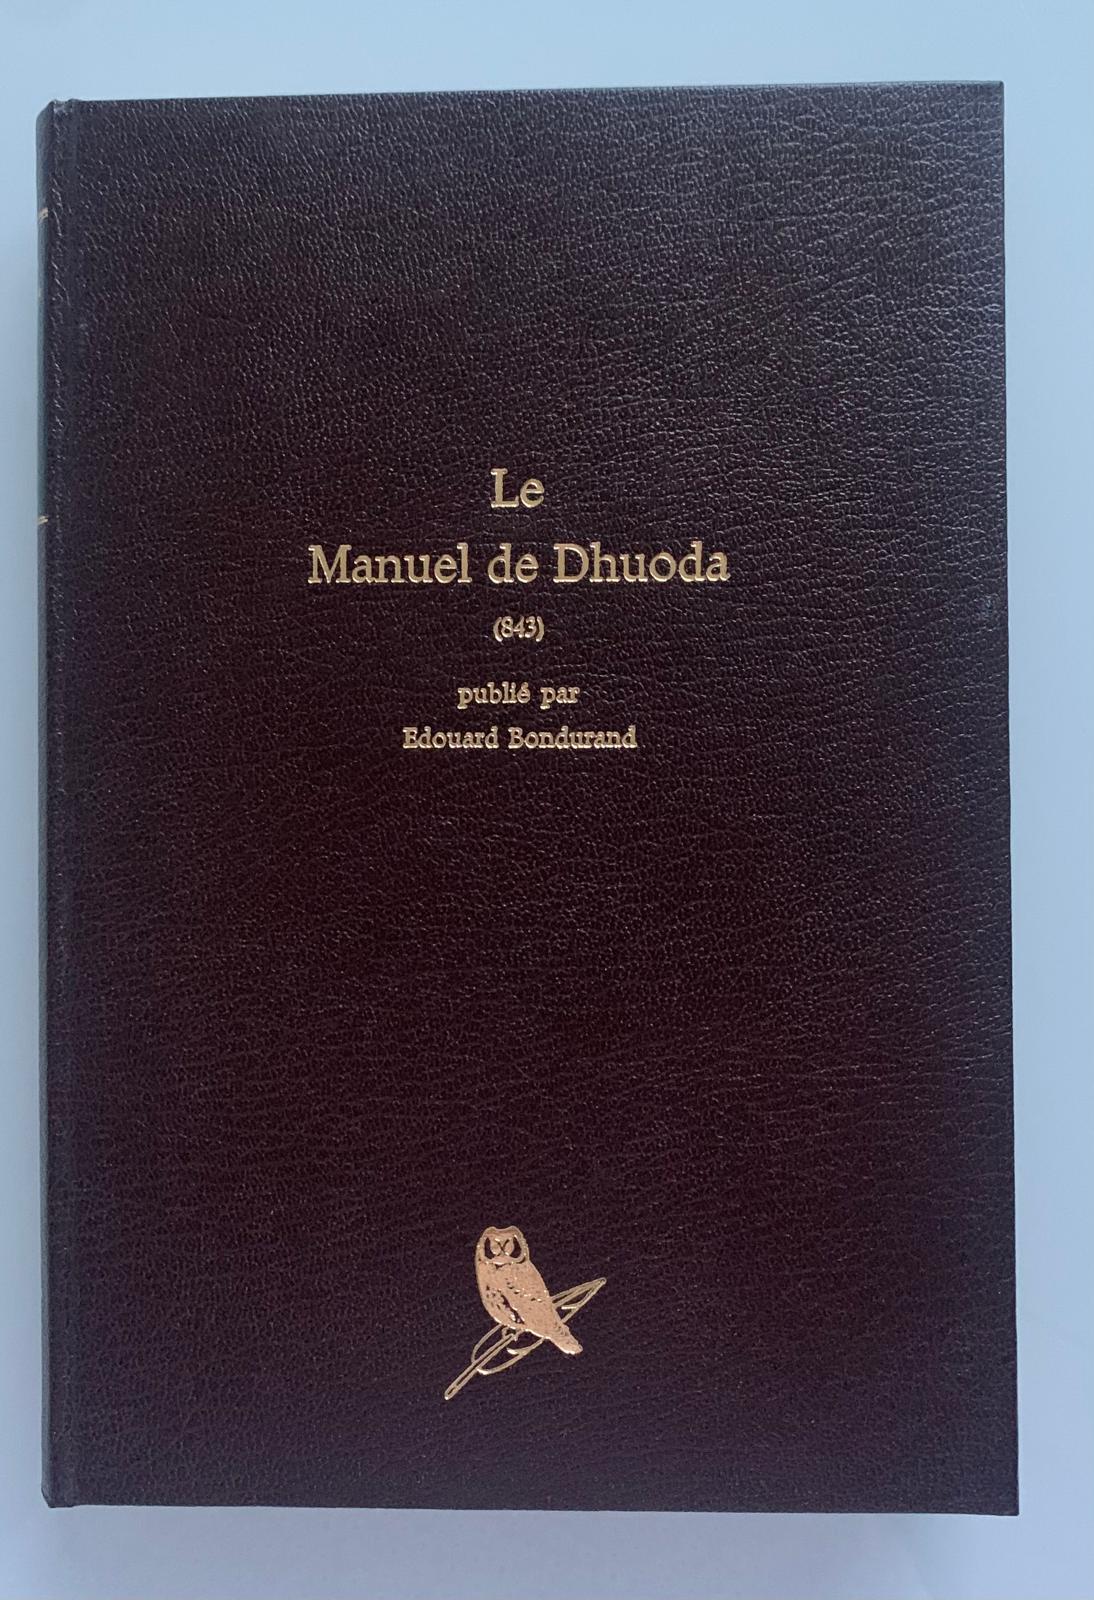 Le
Manuel de Dhuoda
(843)
publié par
Edouard Bondurand